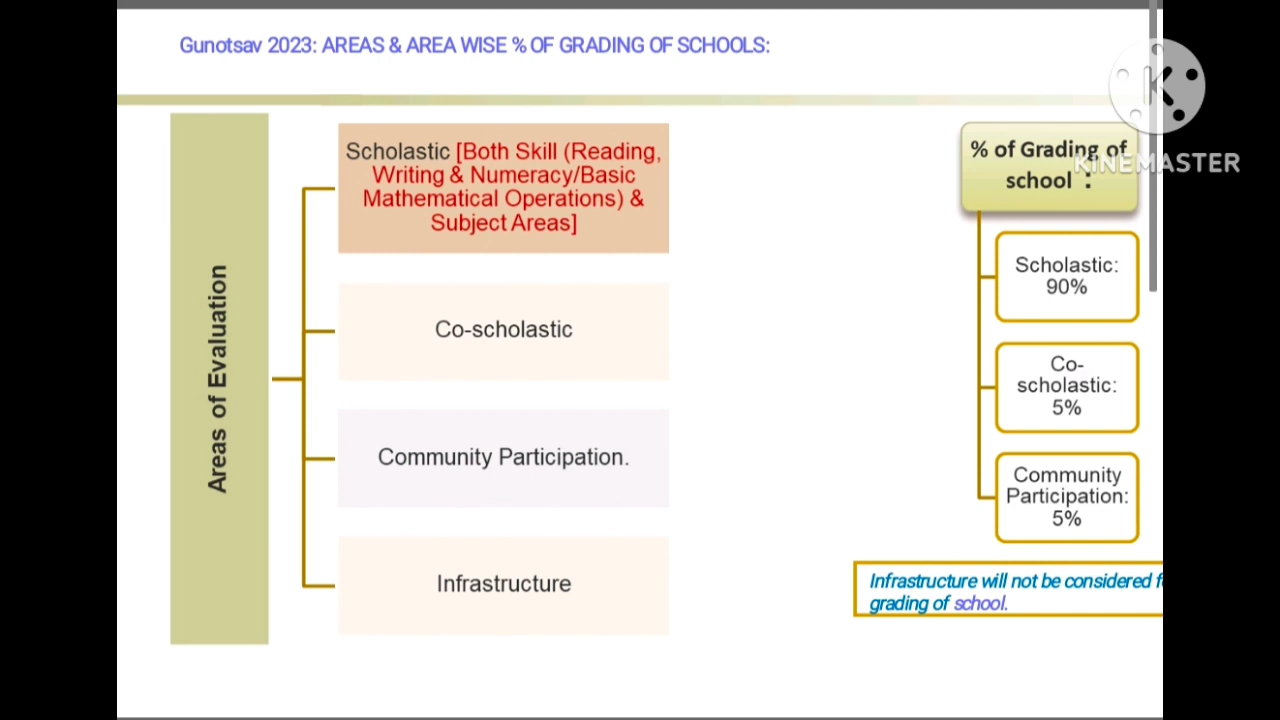 Gunotsav 2023: AREAS & AREA WISE % OF GRADING OF SCHOOLS:
Areas of Evaluation
Scholastic [Both Skill (Reading,
Writing & Numeracy/Basic
Mathematical Operations) &
Subject Areas]
Co-scholastic
Community Participation.
Infrastructure
% of Grading of
school :
Scholastic:
90%
Co-
scholastic:
5%
Community
Participation:
5%
Infrastructure will not be considered
grading of school.
K
KINEMASTER